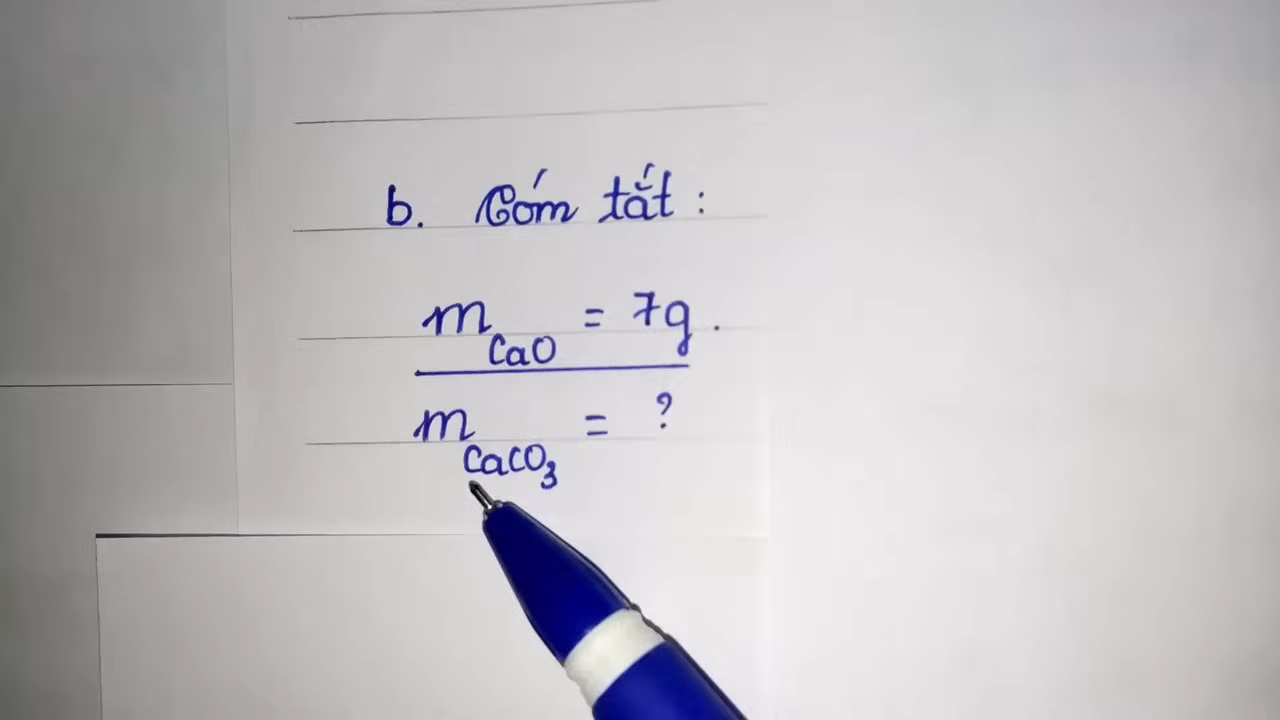 b. Tóm tắt :
m CaO = 7g .
m CaCO₃ = ?